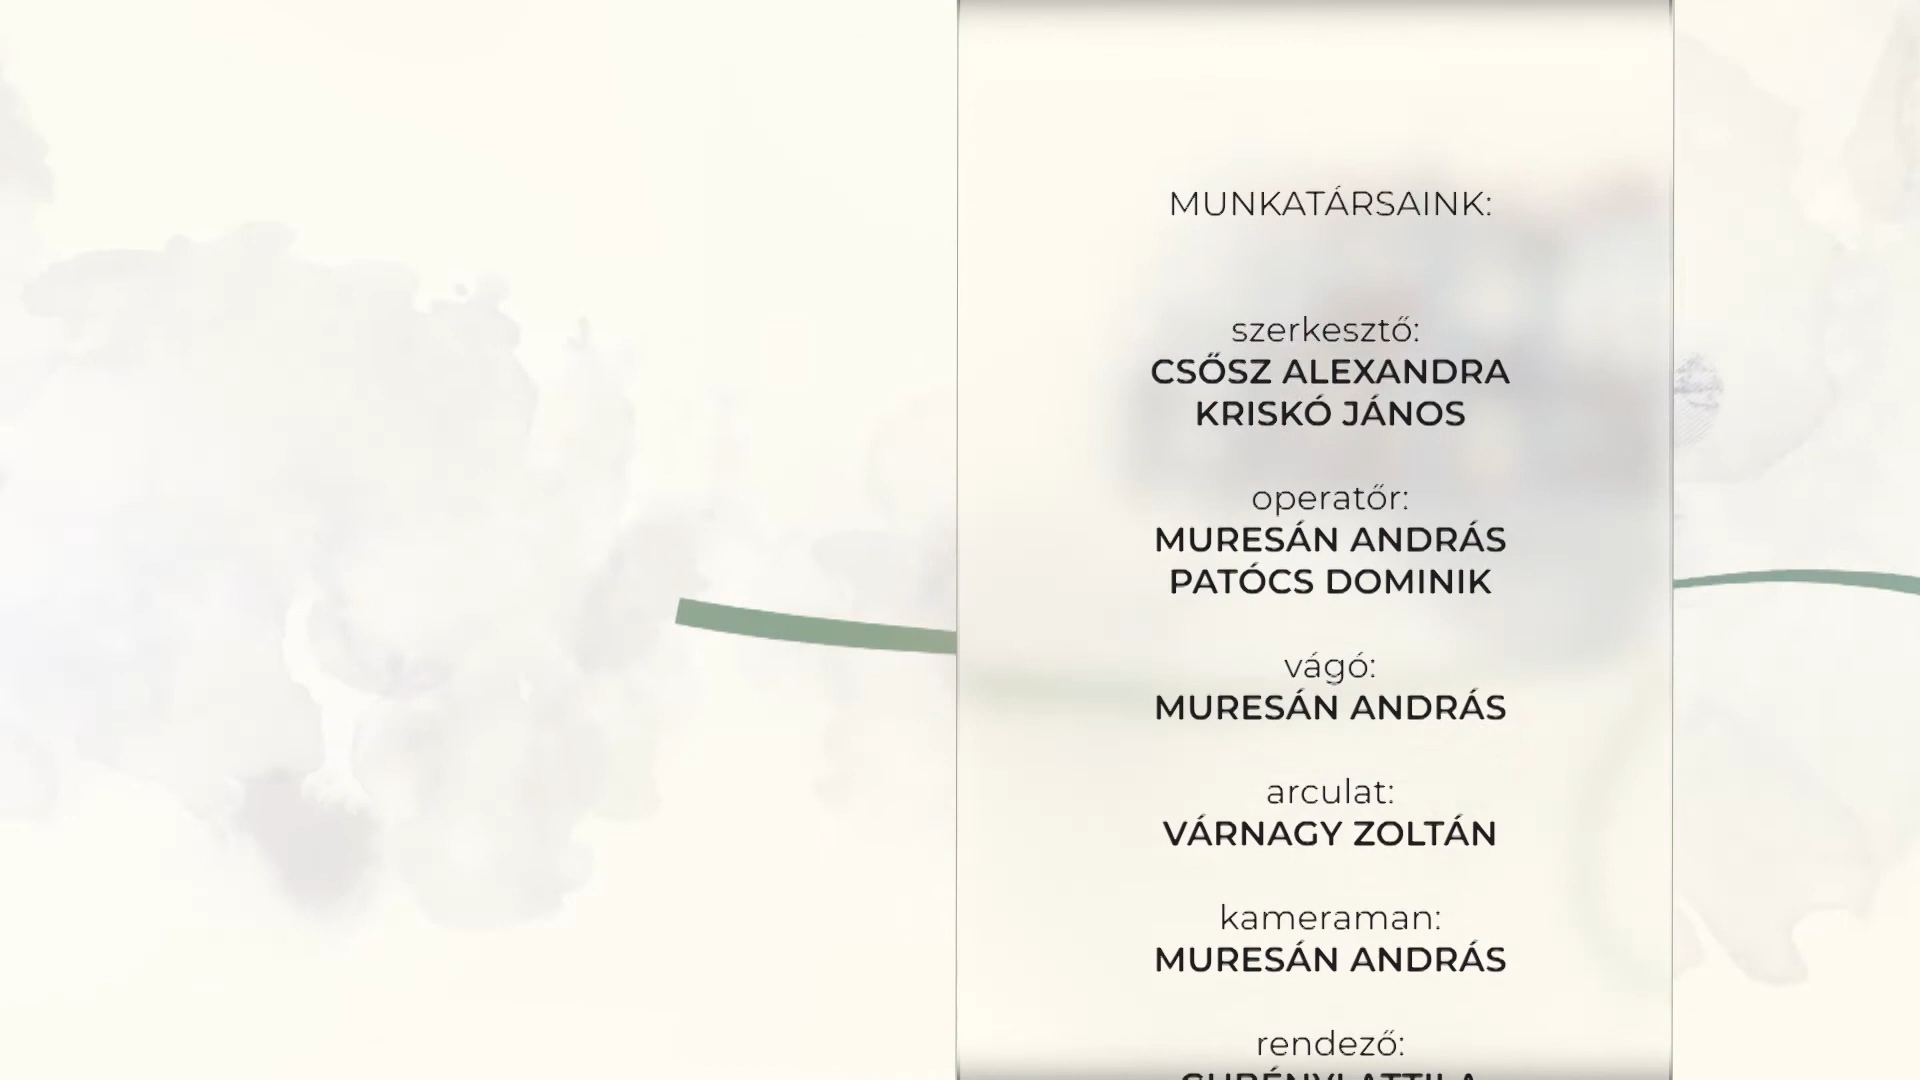 MUNKATÁRSAINK:
szerkesztő:
CSŐSZ ALEXANDRA
KRISKÓ JÁNOS
operatőr:
MURESÁN ANDRÁS
PATÓCS DOMINIK
vágó:
MURESÁN ANDRÁS
arculat:
VÁRNAGY ZOLTÁN
kameraman:
MURESÁN ANDRÁS
rendező:
ATTILA